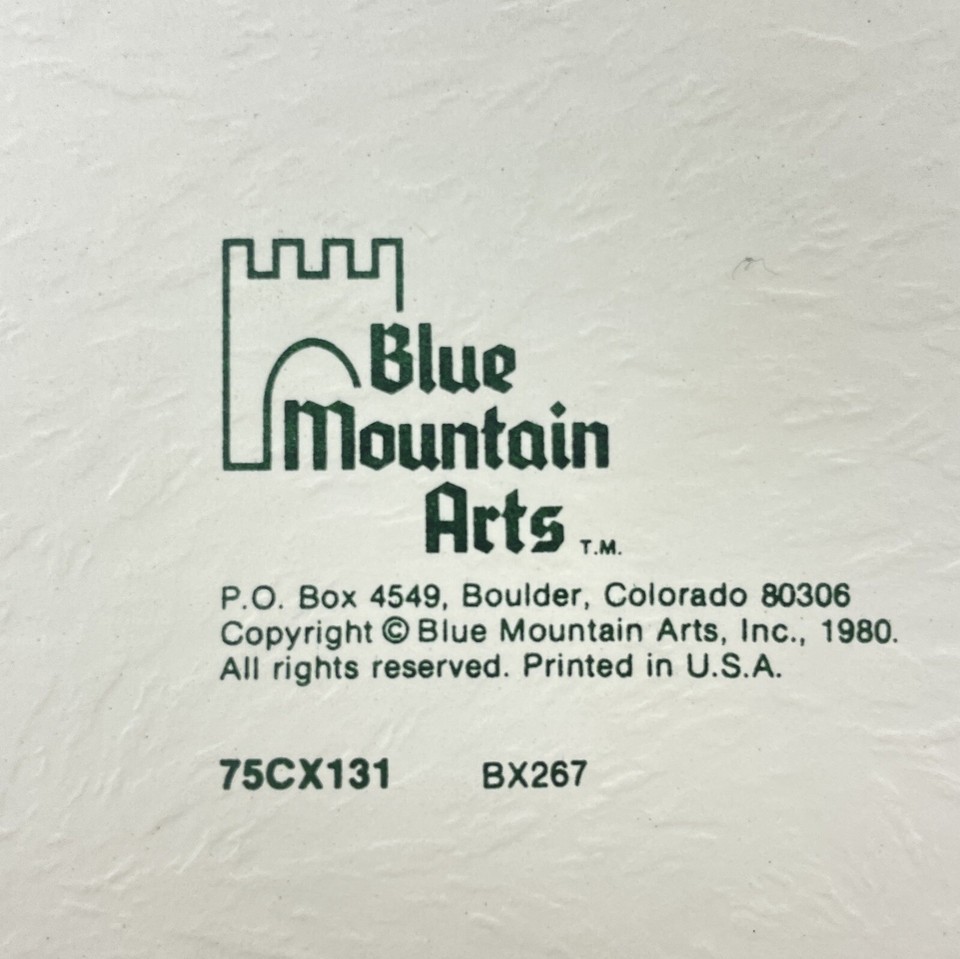 Blue
Mountain
Arts T.M.
P.O. Box 4549, Boulder, Colorado 80306
Copyright © Blue Mountain Arts, Inc., 1980.
All rights reserved. Printed in U.S.A.
75CX131 BX267